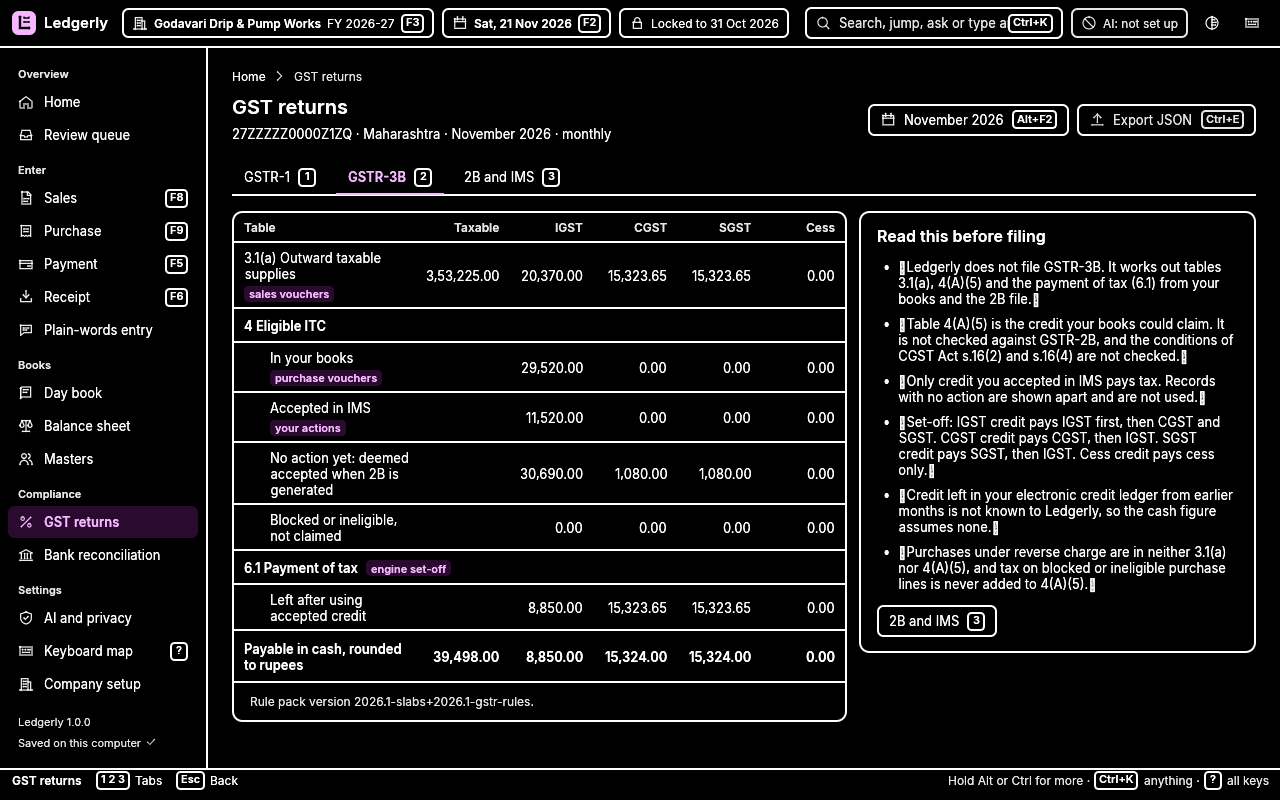 Ledgerly
Godavari Drip & Pump Works FY 2026-27 F3
Sat, 21 Nov 2026 F2
Locked to 31 Oct 2026
Search, jump, ask or type a Ctrl+K
AI: not set up
Overview
Home
Review queue
Enter
Sales F8
Purchase F9
Payment F5
Receipt F6
Plain-words entry
Books
Day book
Balance sheet
Masters
Compliance
GST returns
Bank reconciliation
Settings
AI and privacy
Keyboard map ?
Company setup
Ledgerly 1.0.0
Saved on this computer
Home GST returns
GST returns
27ZZZZZ0000Z1ZQ · Maharashtra · November 2026 · monthly
November 2026 Alt+F2
Export JSON Ctrl+E
GSTR-1 1 GSTR-3B 2 2B and IMS 3
Table Taxable IGST CGST SGST Cess
3.1(a) Outward taxable
supplies
sales vouchers
3,53,225.00 20,370.00 15,323.65 15,323.65 0.00
4 Eligible ITC
In your books
purchase vouchers
29,520.00 0.00 0.00 0.00
Accepted in IMS
your actions
11,520.00 0.00 0.00 0.00
No action yet: deemed
accepted when 2B is
generated
30,690.00 1,080.00 1,080.00 0.00
Blocked or ineligible,
not claimed
0.00 0.00 0.00 0.00
6.1 Payment of tax engine set-off
Left after using
accepted credit
8,850.00 15,323.65 15,323.65 0.00
Payable in cash, rounded
to rupees
39,498.00 8,850.00 15,324.00 15,324.00 0.00
Rule pack version 2026.1-slabs+2026.1-gstr-rules.
Read this before filing
Ledgerly does not file GSTR-3B. It works out tables
3.1(a), 4(A)(5) and the payment of tax (6.1) from your
books and the 2B file.
Table 4(A)(5) is the credit your books could claim. It
is not checked against GSTR-2B, and the conditions of
CGST Act s.16(2) and s.16(4) are not checked.
Only credit you accepted in IMS pays tax. Records
with no action are shown apart and are not used.
Set-off: IGST credit pays IGST first, then CGST and
SGST. CGST credit pays CGST, then IGST. SGST
credit pays SGST, then IGST. Cess credit pays cess
only.
Credit left in your electronic credit ledger from earlier
months is not known to Ledgerly, so the cash figure
assumes none.
Purchases under reverse charge are in neither 3.1(a)
nor 4(A)(5), and tax on blocked or ineligible purchase
lines is never added to 4(A)(5).
2B and IMS 3
GST returns 1 2 3 Tabs Esc Back
Hold Alt or Ctrl for more · Ctrl+K anything · ? all keys